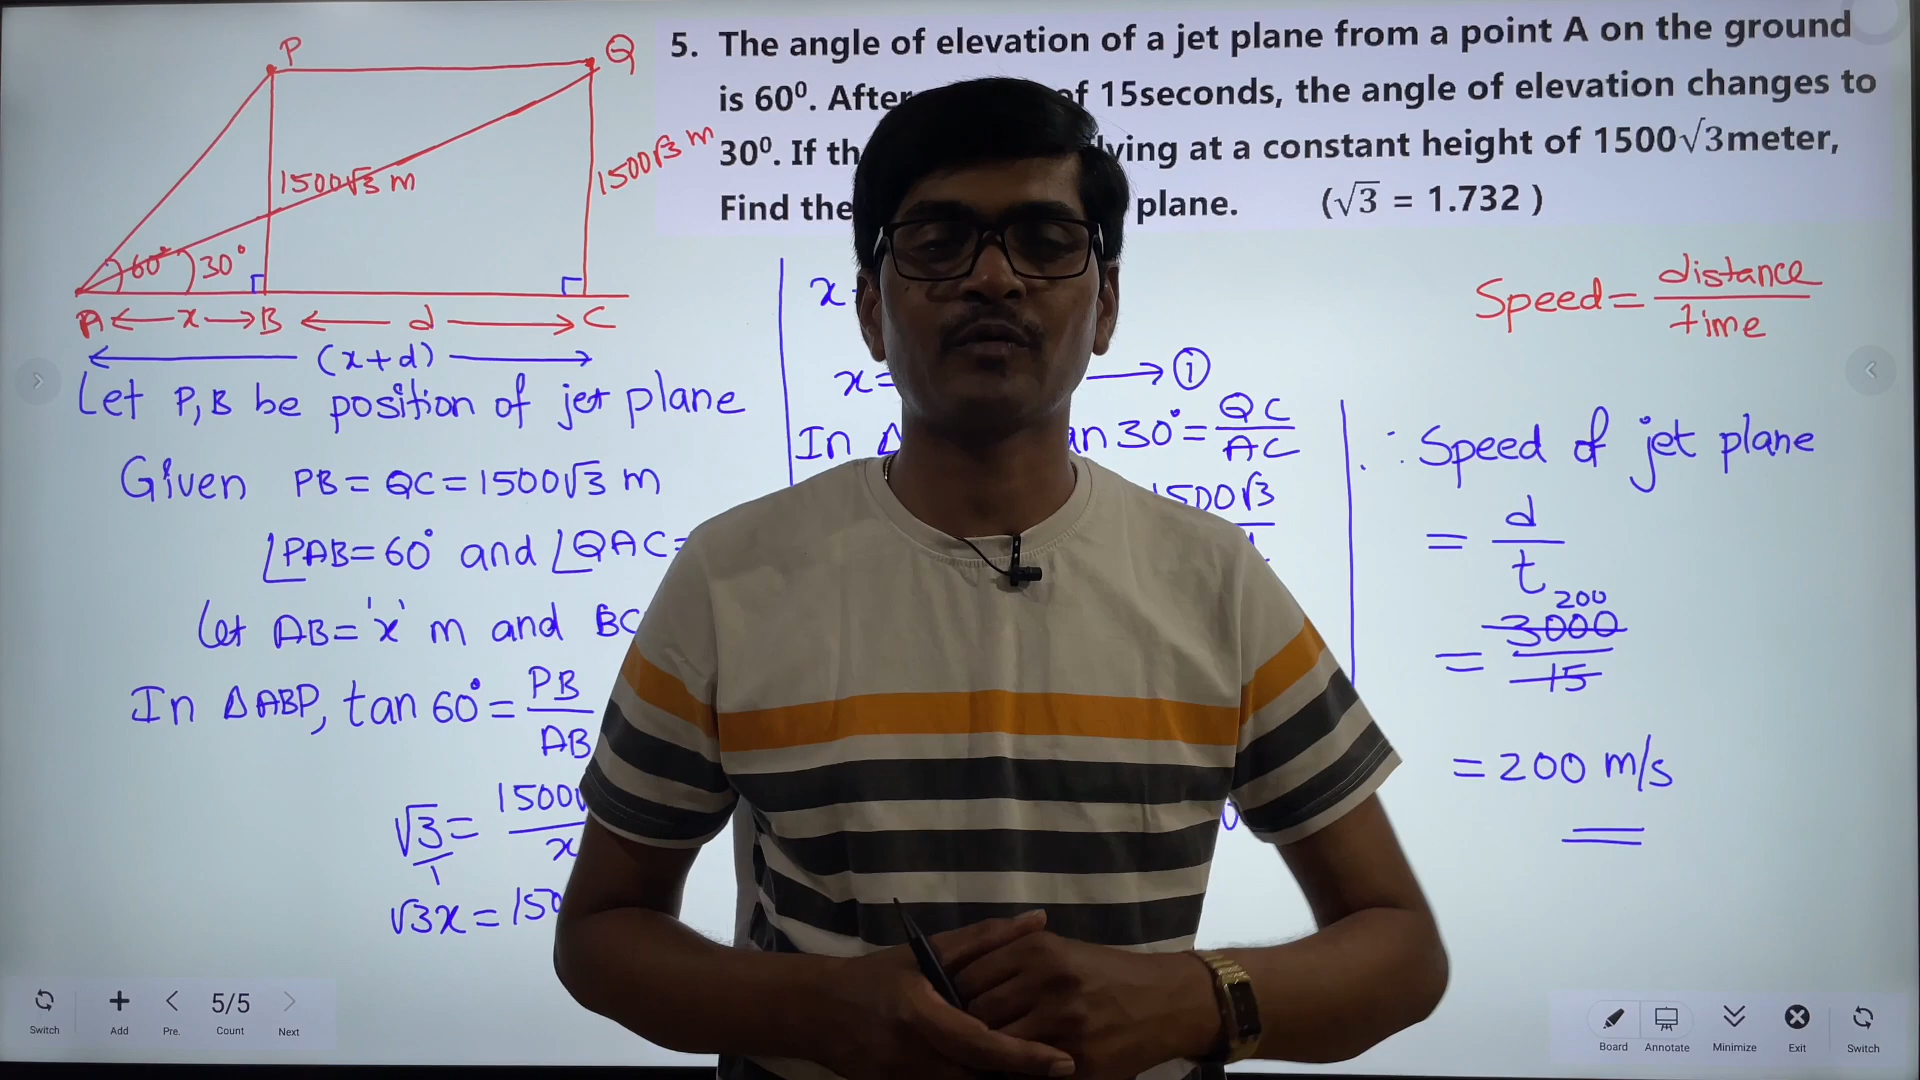 5. The angle of elevation of a jet plane from a point A on the ground
is 60⁰. After of 15seconds, the angle of elevation changes to
30⁰. If th lying at a constant height of 1500√3meter,
Find the plane. (√3 = 1.732 )
P Q
1500√3 m
1500√3 m
60° 30°
A x B d C
(x+d)
Let P,B be position of jet plane
Given PB = QC = 1500√3 m
∠PAB = 60° and ∠QAC =
Let AB = 'x' m and BC
In ΔABP, tan 60° = PB
AB
√3 = 1500
1 x
√3x = 150
x
x = → ①
In Δ an 30° = QC
AC
1500√3
Speed = distance
time
∴ Speed of jet plane
= d
t
200
= 3000
15
= 200 m/s
Switch Add Pre. 5/5 Count Next
Board Annotate Minimize Exit Switch